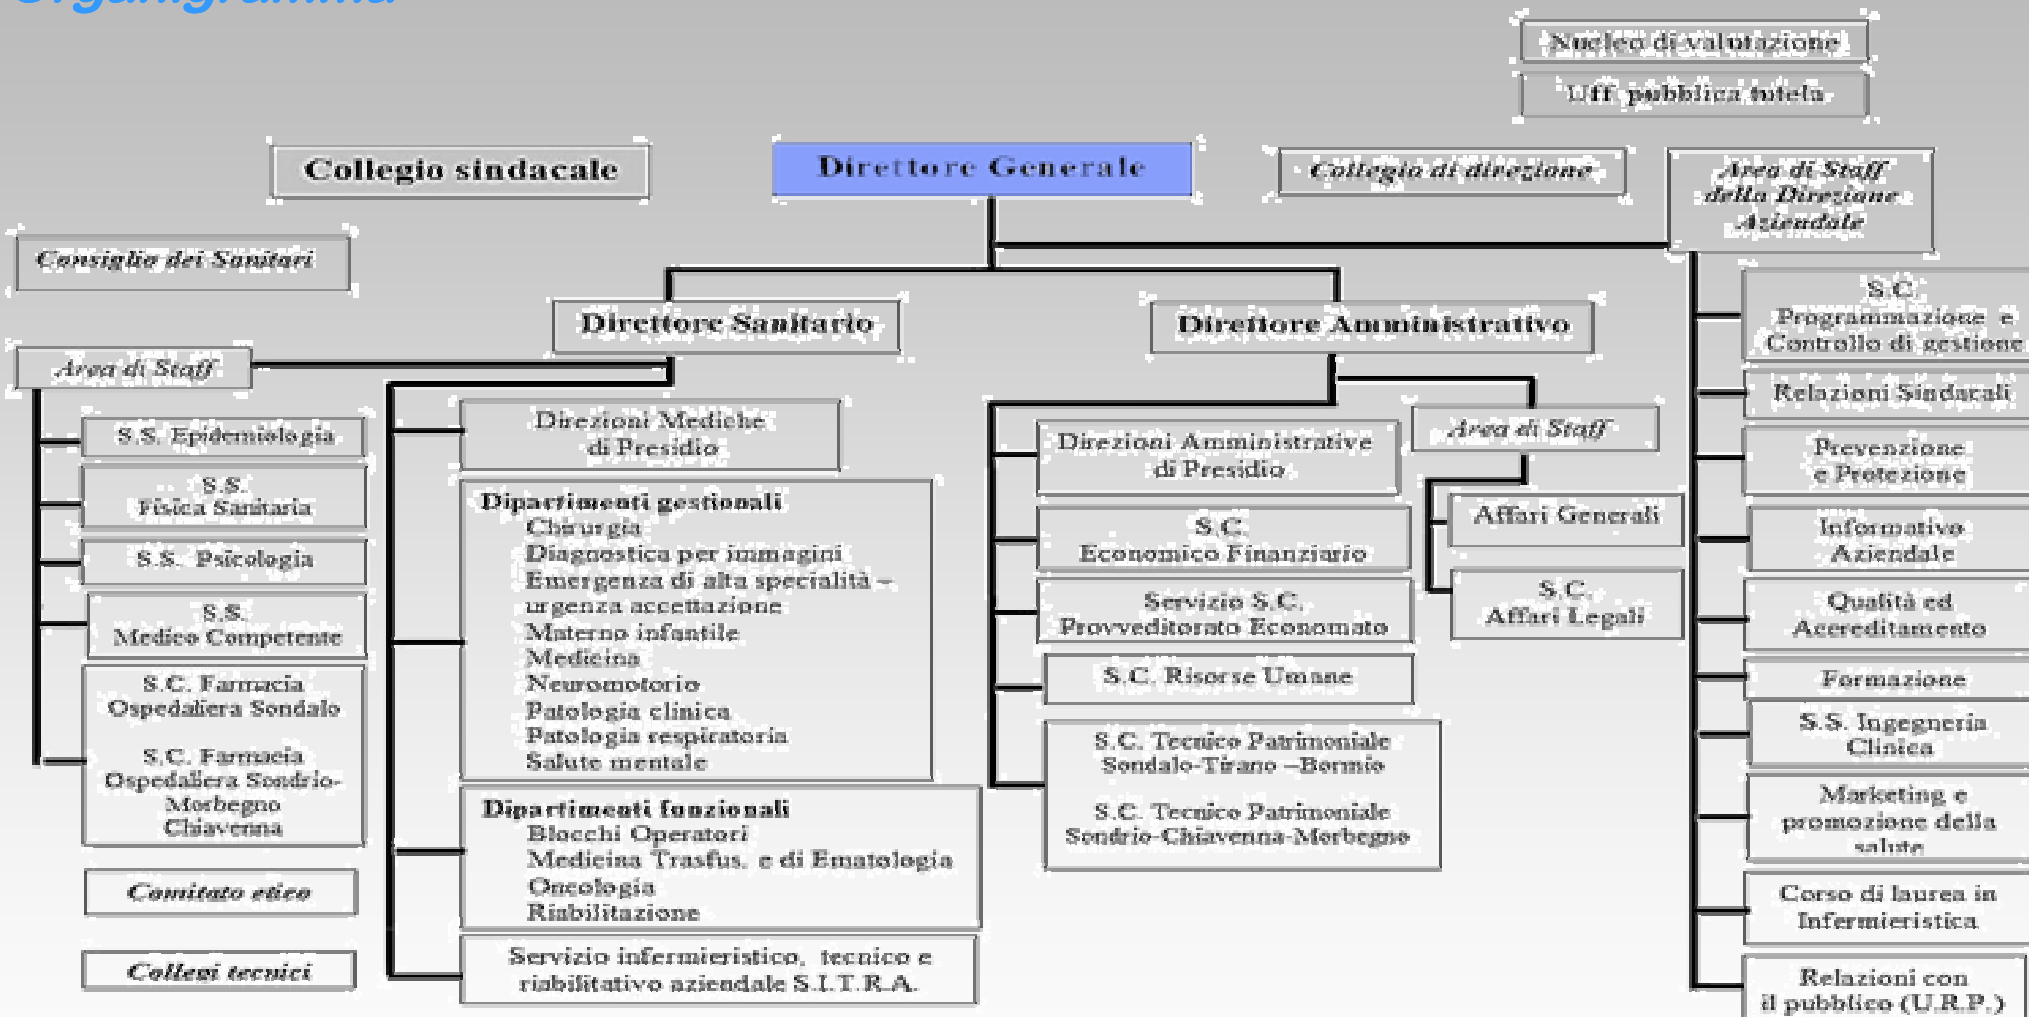 Organigramma
Nucleo di valutazione
Uff. pubblica tutela
Collegio sindacale
Direttore Generale
Collegio di direzione
Area di Staff
della Direzione
Aziendale
Consiglio dei Sanitari
Direttore Sanitario
Direttore Amministrativo
Area di Staff
S.S. Epidemiologia
S.S.
Fisica Sanitaria
S.S. Psicologia
S.S.
Medico Competente
S.C. Farmacia
Ospedaliera Sondalo
S.C. Farmacia
Ospedaliera Sondrio-
Morbegno
Chiavenna
Comitato etico
Collegi tecnici
Direzioni Mediche
di Presidio
Dipartimenti gestionali
Chirurgia
Diagnostica per immagini
Emergenza di alta specialità –
urgenza accettazione
Materno infantile
Medicina
Neuromotorio
Patologia clinica
Patologia respiratoria
Salute mentale
Dipartimenti funzionali
Blocchi Operatori
Medicina Trasfus. e di Ematologia
Oncologia
Riabilitazione
Servizio infermieristico, tecnico e
riabilitativo aziendale S.I.T.R.A.
Direzioni Amministrative
di Presidio
S.C.
Economico Finanziario
Servizio S.C.
Provveditorato Economato
S.C. Risorse Umane
S.C. Tecnico Patrimoniale
Sondalo-Tirano –Bormio
S.C. Tecnico Patrimoniale
Sondrio-Chiavenna-Morbegno
Area di Staff
Affari Generali
S.C.
Affari Legali
S.C.
Programmazione e
Controllo di gestione
Relazioni Sindacali
Prevenzione
e Protezione
Informativo
Aziendale
Qualità ed
Accreditamento
Formazione
S.S. Ingegneria
Clinica
Marketing e
promozione della
salute
Corso di laurea in
Infermieristica
Relazioni con
il pubblico (U.R.P.)